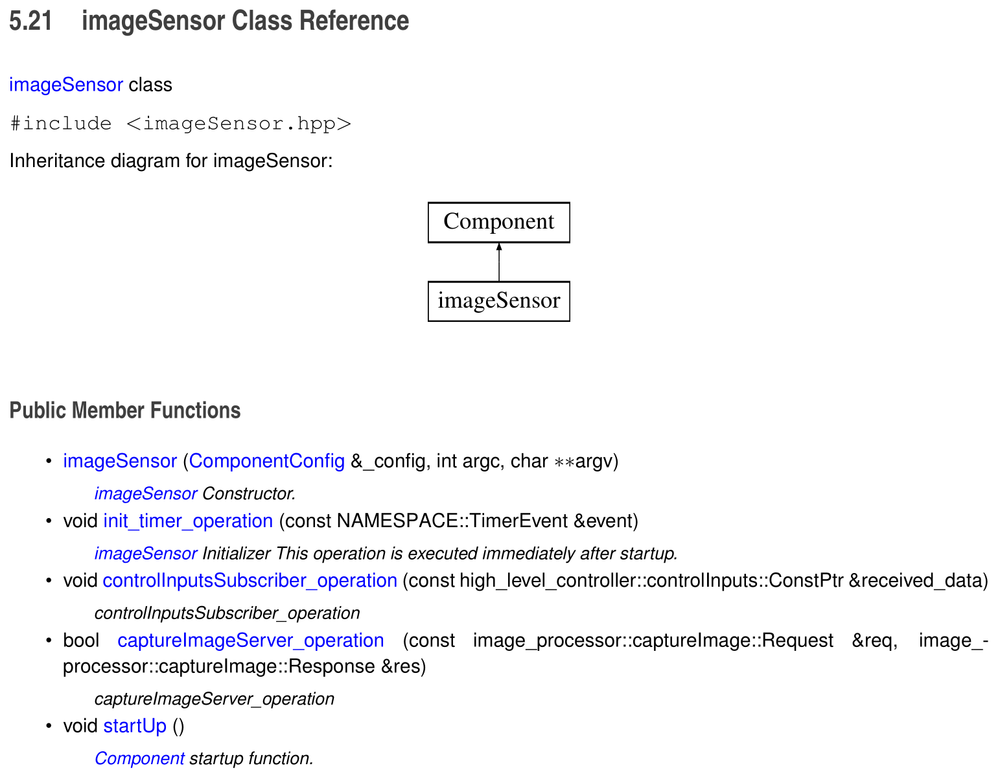 5.21 imageSensor Class Reference
imageSensor class
#include <imageSensor.hpp>
Inheritance diagram for imageSensor:
Component
imageSensor
Public Member Functions
• imageSensor (ComponentConfig &_config, int argc, char **argv)
imageSensor Constructor.
• void init_timer_operation (const NAMESPACE::TimerEvent &event)
imageSensor Initializer This operation is executed immediately after startup.
• void controlInputsSubscriber_operation (const high_level_controller::controlInputs::ConstPtr &received_data)
controlInputsSubscriber_operation
• bool captureImageServer_operation (const image_processor::captureImage::Request &req, image_-
processor::captureImage::Response &res)
captureImageServer_operation
• void startUp ()
Component startup function.